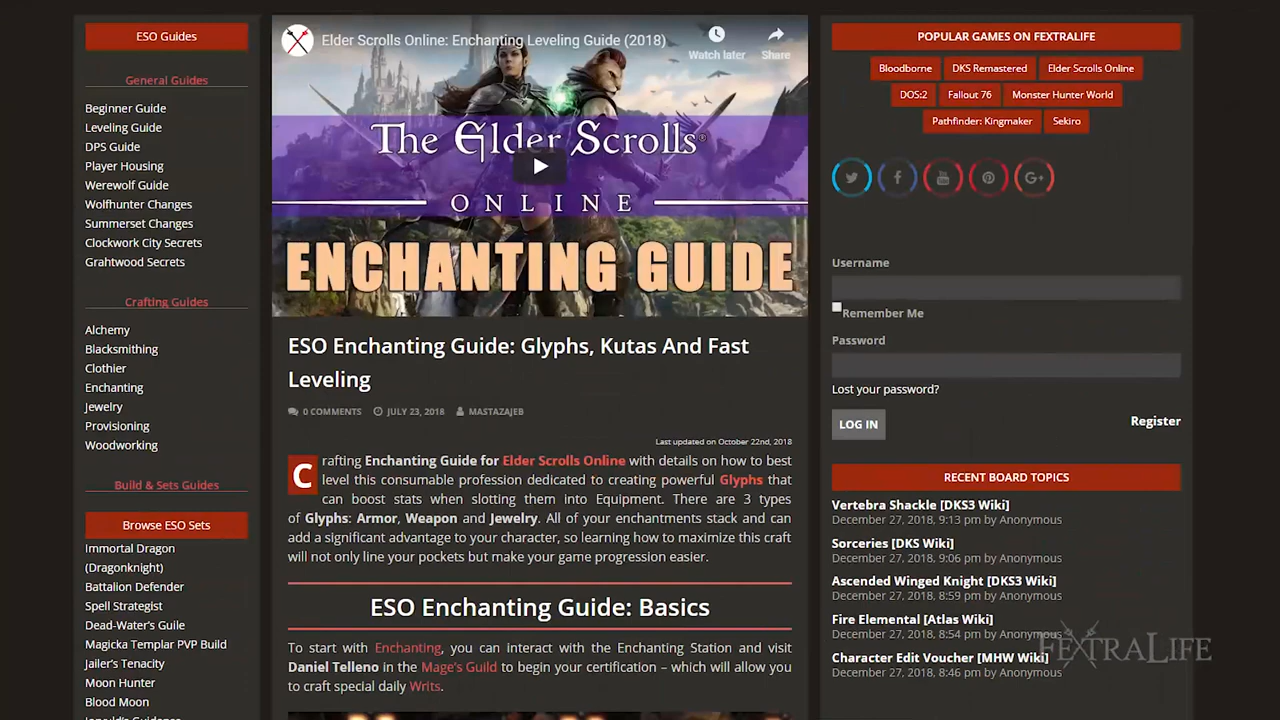 ESO Guides
General Guides
Beginner Guide
Leveling Guide
DPS Guide
Player Housing
Werewolf Guide
Wolfhunter Changes
Summerset Changes
Clockwork City Secrets
Grahtwood Secrets
Crafting Guides
Alchemy
Blacksmithing
Clothier
Enchanting
Jewelry
Provisioning
Woodworking
Build & Sets Guides
Browse ESO Sets
Immortal Dragon
(Dragonknight)
Battalion Defender
Spell Strategist
Dead-Water's Guile
Magicka Templar PVP Build
Jailer's Tenacity
Moon Hunter
Blood Moon
Elder Scrolls Online: Enchanting Leveling Guide (2018)
Watch later
Share
The Elder Scrolls
ONLINE
ENCHANTING GUIDE
ESO Enchanting Guide: Glyphs, Kutas And Fast
Leveling
0 COMMENTS JULY 23, 2018 MASTAZAJEB
Last updated on October 22nd, 2018
Crafting Enchanting Guide for Elder Scrolls Online with details on how to best
level this consumable profession dedicated to creating powerful Glyphs that
can boost stats when slotting them into Equipment. There are 3 types
of Glyphs: Armor, Weapon and Jewelry. All of your enchantments stack and can
add a significant advantage to your character, so learning how to maximize this craft
will not only line your pockets but make your game progression easier.
ESO Enchanting Guide: Basics
To start with Enchanting, you can interact with the Enchanting Station and visit
Daniel Telleno in the Mage's Guild to begin your certification – which will allow you
to craft special daily Writs.
POPULAR GAMES ON FEXTRALIFE
Bloodborne DKS Remastered Elder Scrolls Online
DOS:2 Fallout 76 Monster Hunter World
Pathfinder: Kingmaker Sekiro
Username
Remember Me
Password
Lost your password?
LOG IN
Register
RECENT BOARD TOPICS
Vertebra Shackle [DKS3 Wiki]
December 27, 2018, 9:13 pm by Anonymous
Sorceries [DKS Wiki]
December 27, 2018, 9:06 pm by Anonymous
Ascended Winged Knight [DKS3 Wiki]
December 27, 2018, 8:59 pm by Anonymous
Fire Elemental [Atlas Wiki]
December 27, 2018, 8:54 pm by Anonymous
Character Edit Voucher [MHW Wiki]
December 27, 2018, 8:46 pm by Anonymous
FEXTRALIFE